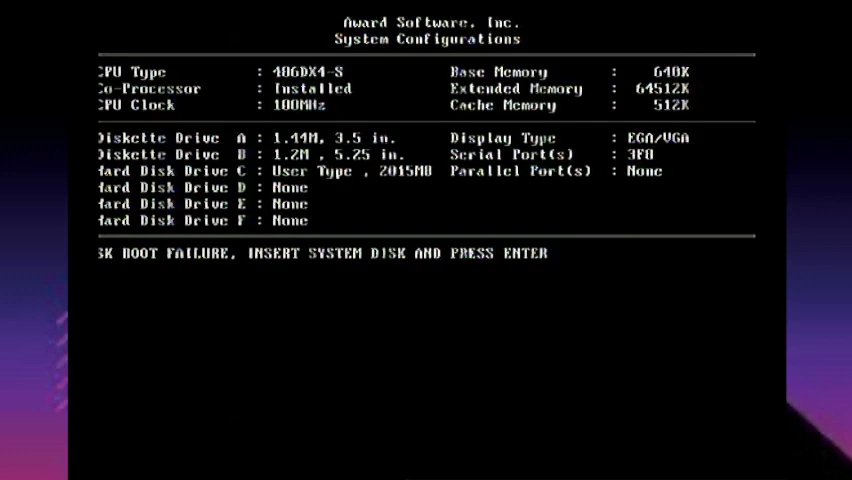 Award Software, Inc.
System Configurations
CPU Type : 486DX4-S Base Memory : 640K
Co-Processor : Installed Extended Memory : 64512K
CPU Clock : 100MHz Cache Memory : 512K
Diskette Drive A : 1.44M, 3.5 in. Display Type : EGA/VGA
Diskette Drive B : 1.2M , 5.25 in. Serial Port(s) : 3F8
Hard Disk Drive C : User Type , 2015MB Parallel Port(s) : None
Hard Disk Drive D : None
Hard Disk Drive E : None
Hard Disk Drive F : None
SK BOOT FAILURE, INSERT SYSTEM DISK AND PRESS ENTER